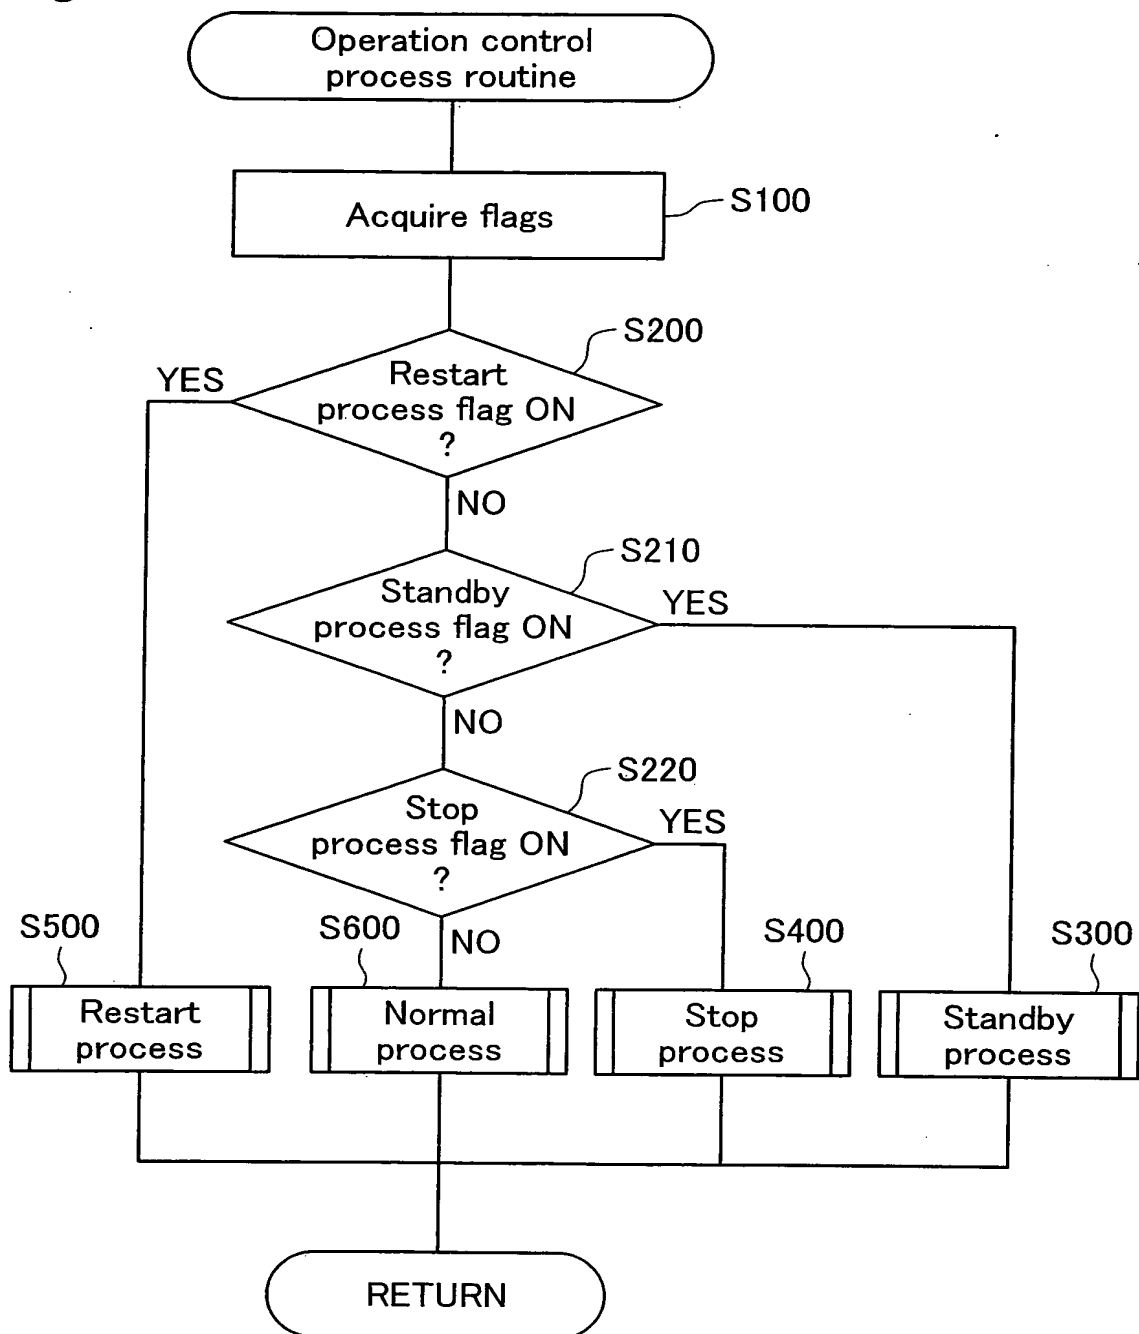 Operation control
process routine
Acquire flags
S100
S200
YES
Restart
process flag ON
?
NO
S210
Standby
process flag ON
?
YES
NO
S220
Stop
process flag ON
?
YES
NO
S500
Restart
process
S600
Normal
process
S400
Stop
process
S300
Standby
process
RETURN